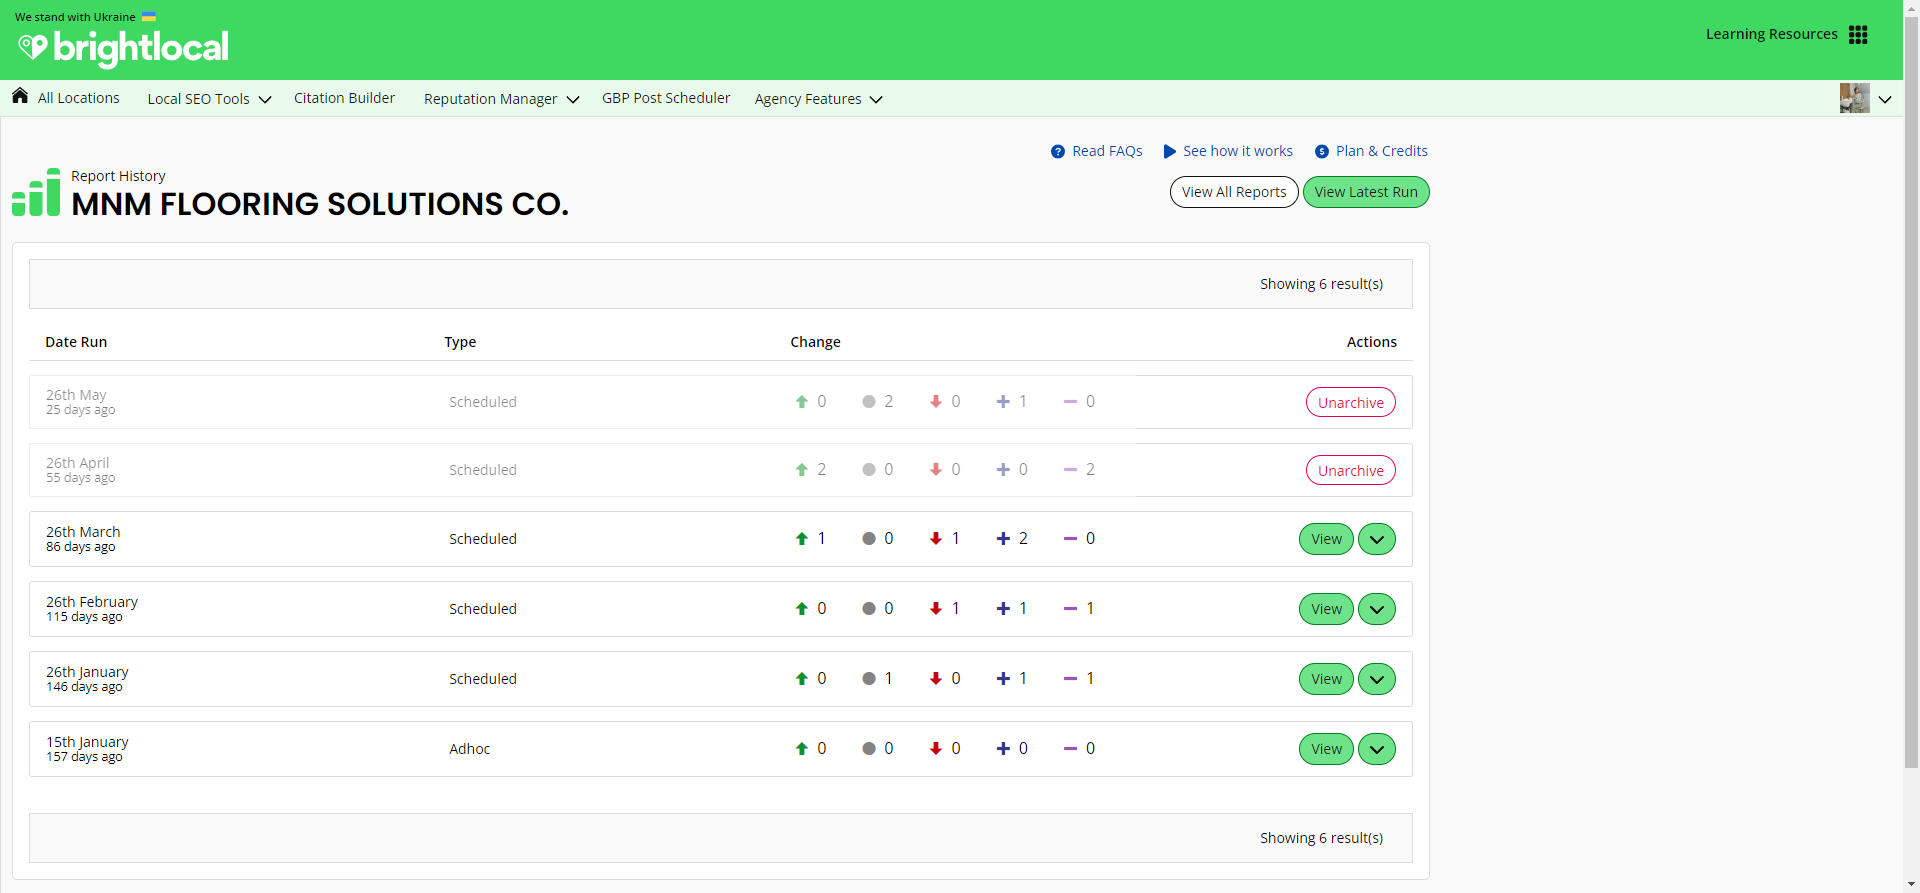 We stand with Ukraine
brightlocal
Learning Resources
All Locations Local SEO Tools Citation Builder Reputation Manager GBP Post Scheduler Agency Features
Read FAQs See how it works Plan & Credits
Report History
MNM FLOORING SOLUTIONS CO.
View All Reports View Latest Run
Showing 6 result(s)
Date Run Type Change Actions
26th May
25 days ago
Scheduled 0 2 0 1 0 Unarchive
26th April
55 days ago
Scheduled 2 0 0 0 2 Unarchive
26th March
86 days ago
Scheduled 1 0 1 2 0 View
26th February
115 days ago
Scheduled 0 0 1 1 1 View
26th January
146 days ago
Scheduled 0 1 0 1 1 View
15th January
157 days ago
Adhoc 0 0 0 0 0 View
Showing 6 result(s)